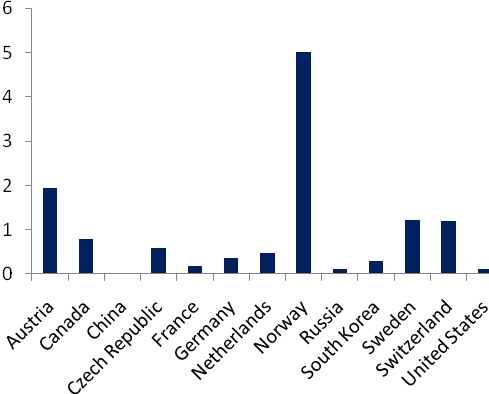 6
5
4
3
2
1
0
Austria
Canada
China
Czech Republic
France
Germany
Netherlands
Norway
Russia
South Korea
Sweden
Switzerland
United States